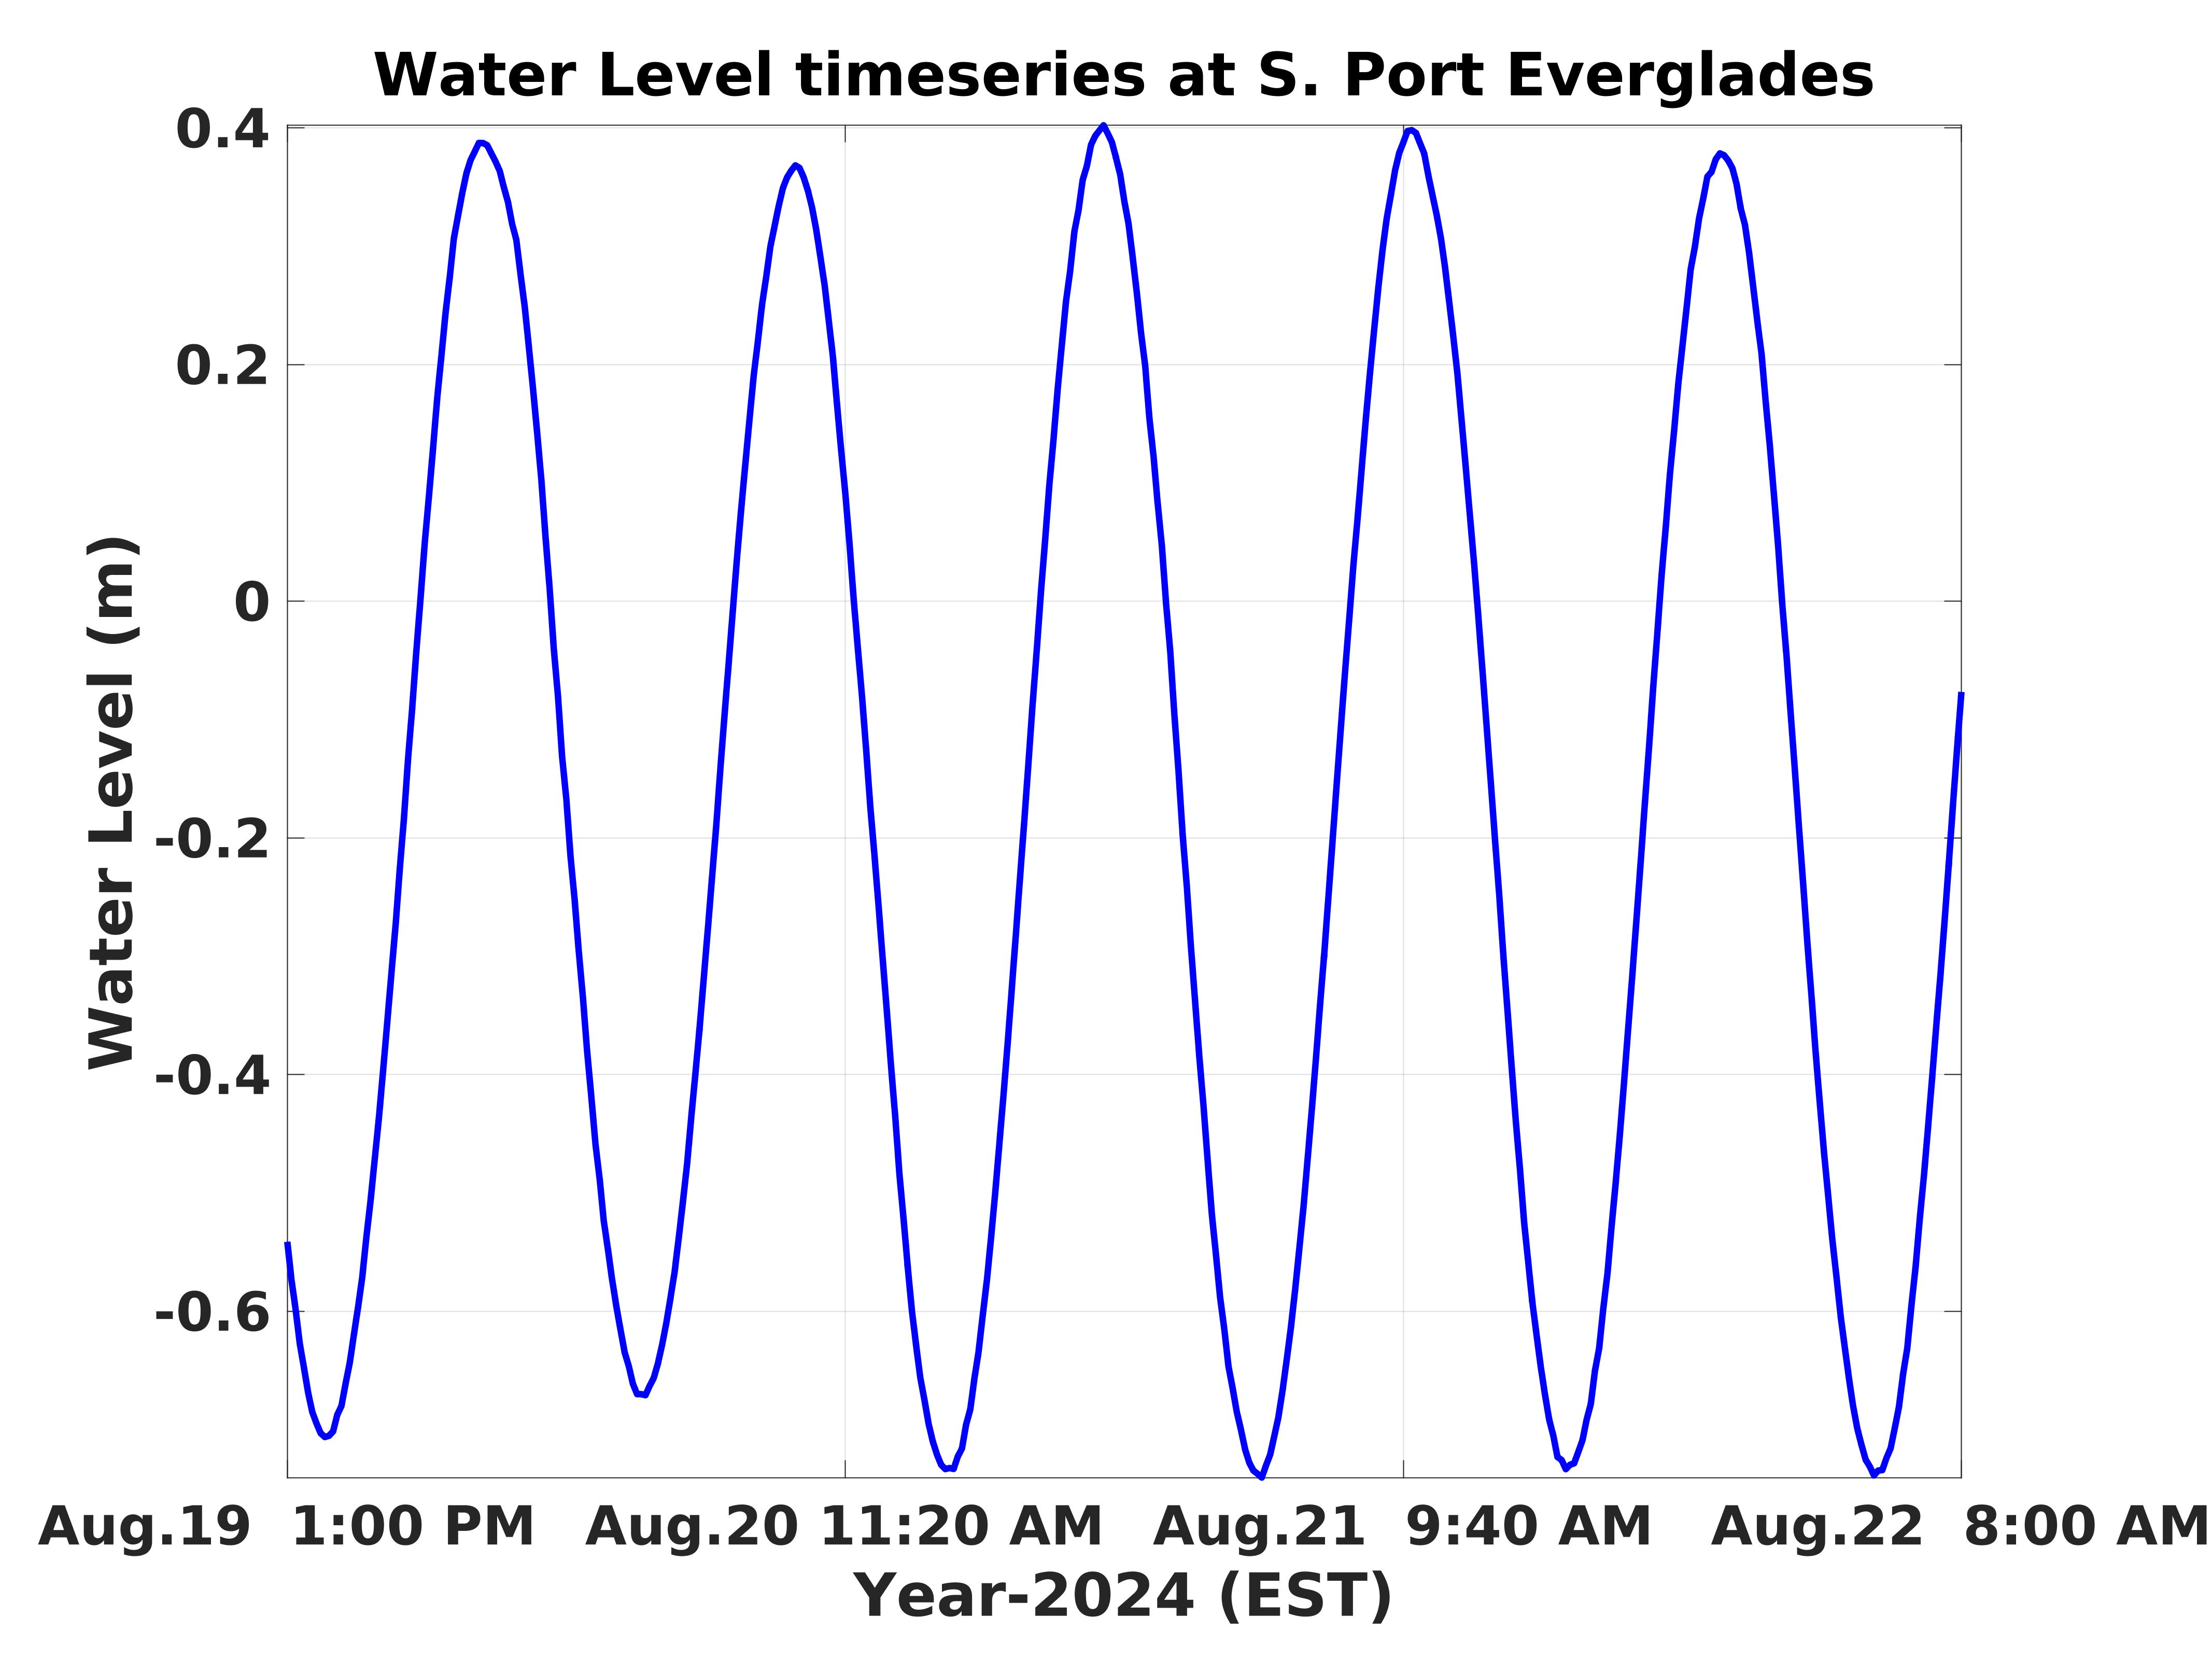 Water Level timeseries at S. Port Everglades
Water Level (m)
0.4
0.2
0
-0.2
-0.4
-0.6
Aug.19 1:00 PM Aug.20 11:20 AM Aug.21 9:40 AM Aug.22 8:00 AM
Year-2024 (EST)